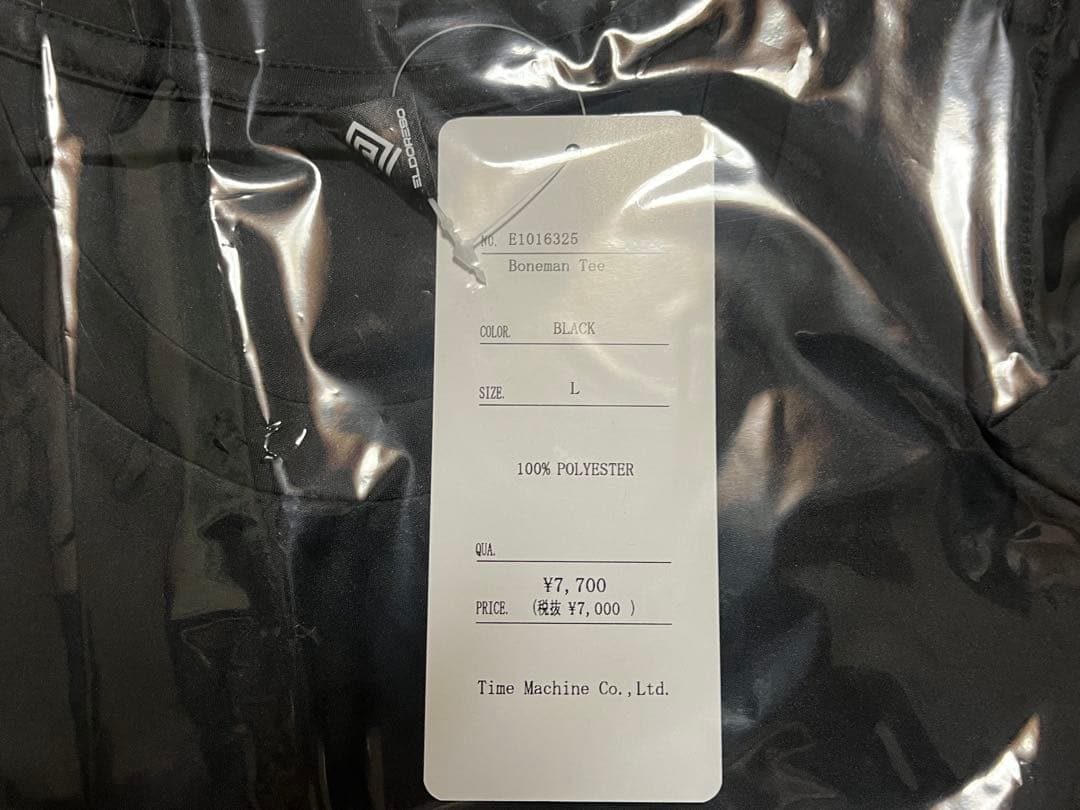 ELDORESO
NO. E1016325
Boneman Tee
COLOR. BLACK
SIZE. L
100% POLYESTER
QUA.
¥7,700
PRICE. (税抜 ¥7,000 )
Time Machine Co.,Ltd.